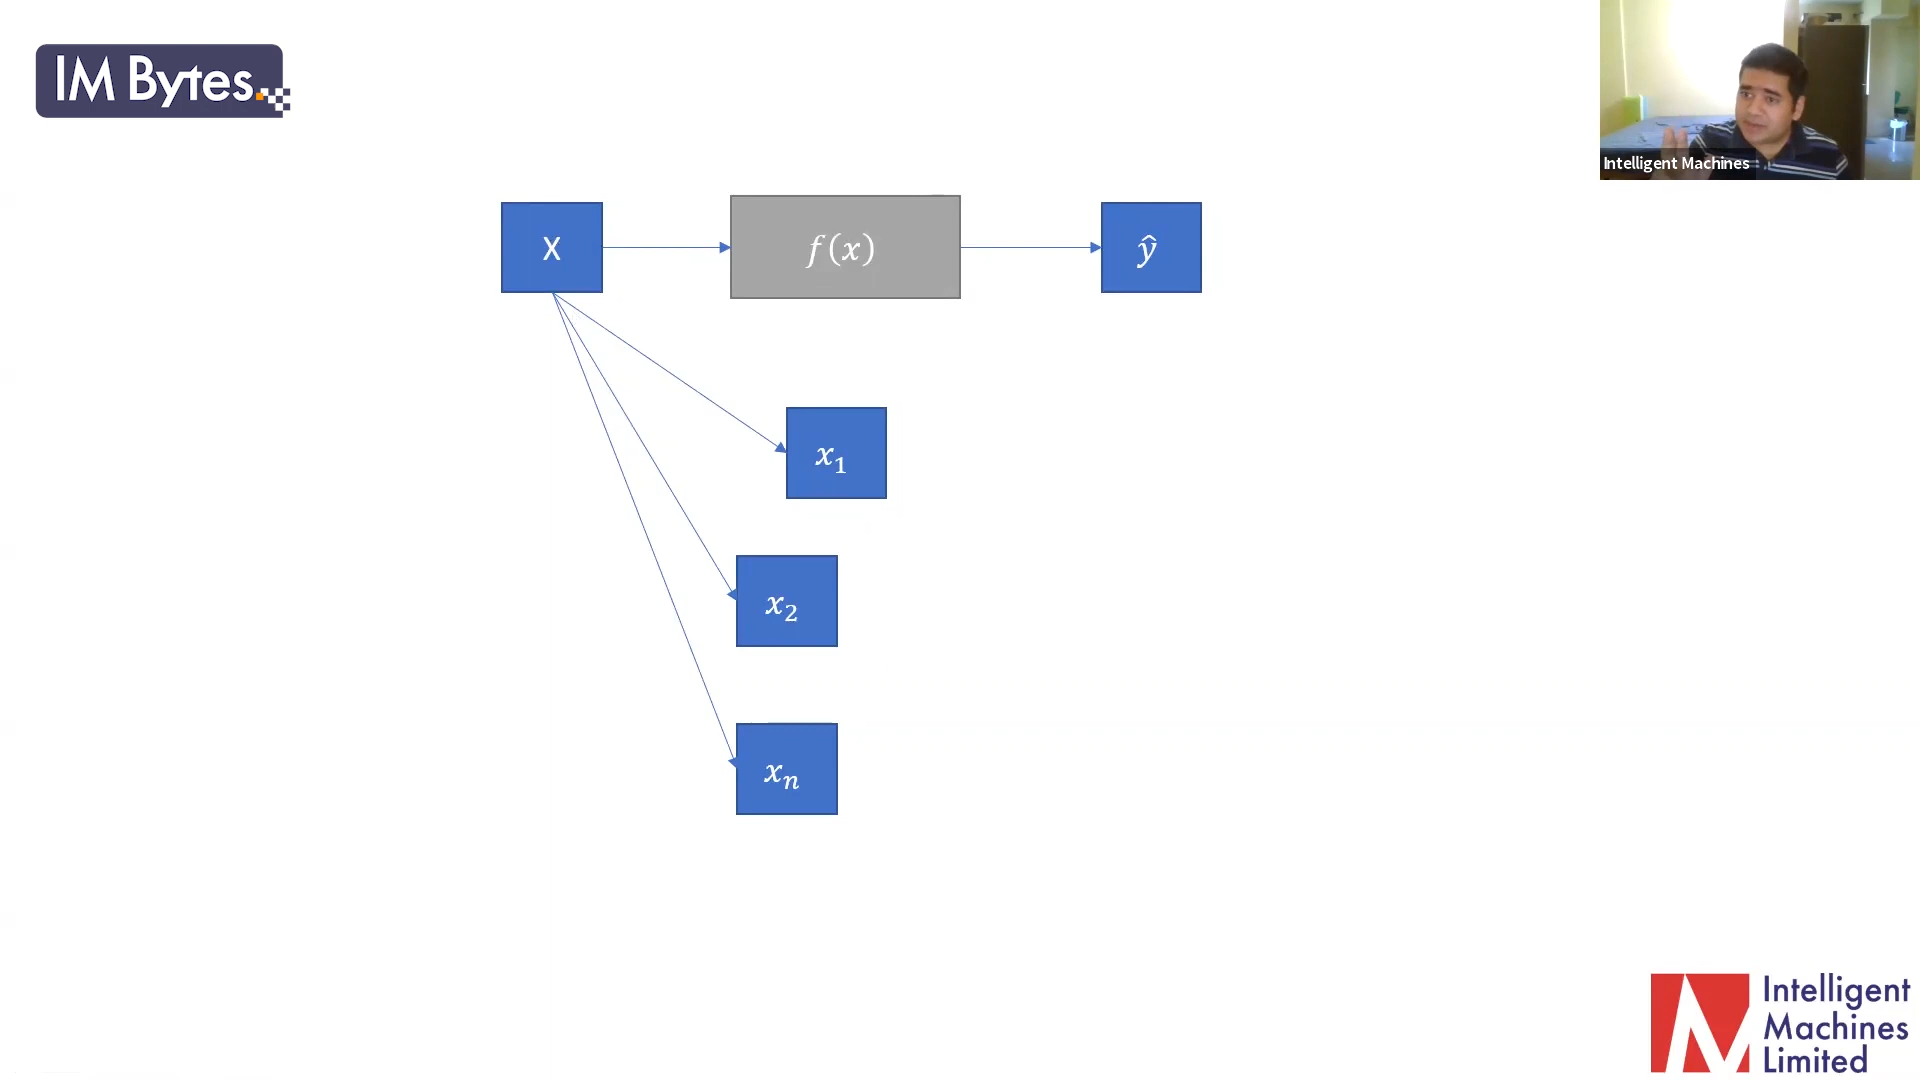 IM Bytes.
Intelligent Machines
X
f(x)
ŷ
x₁
x₂
xₙ
Intelligent
Machines
Limited